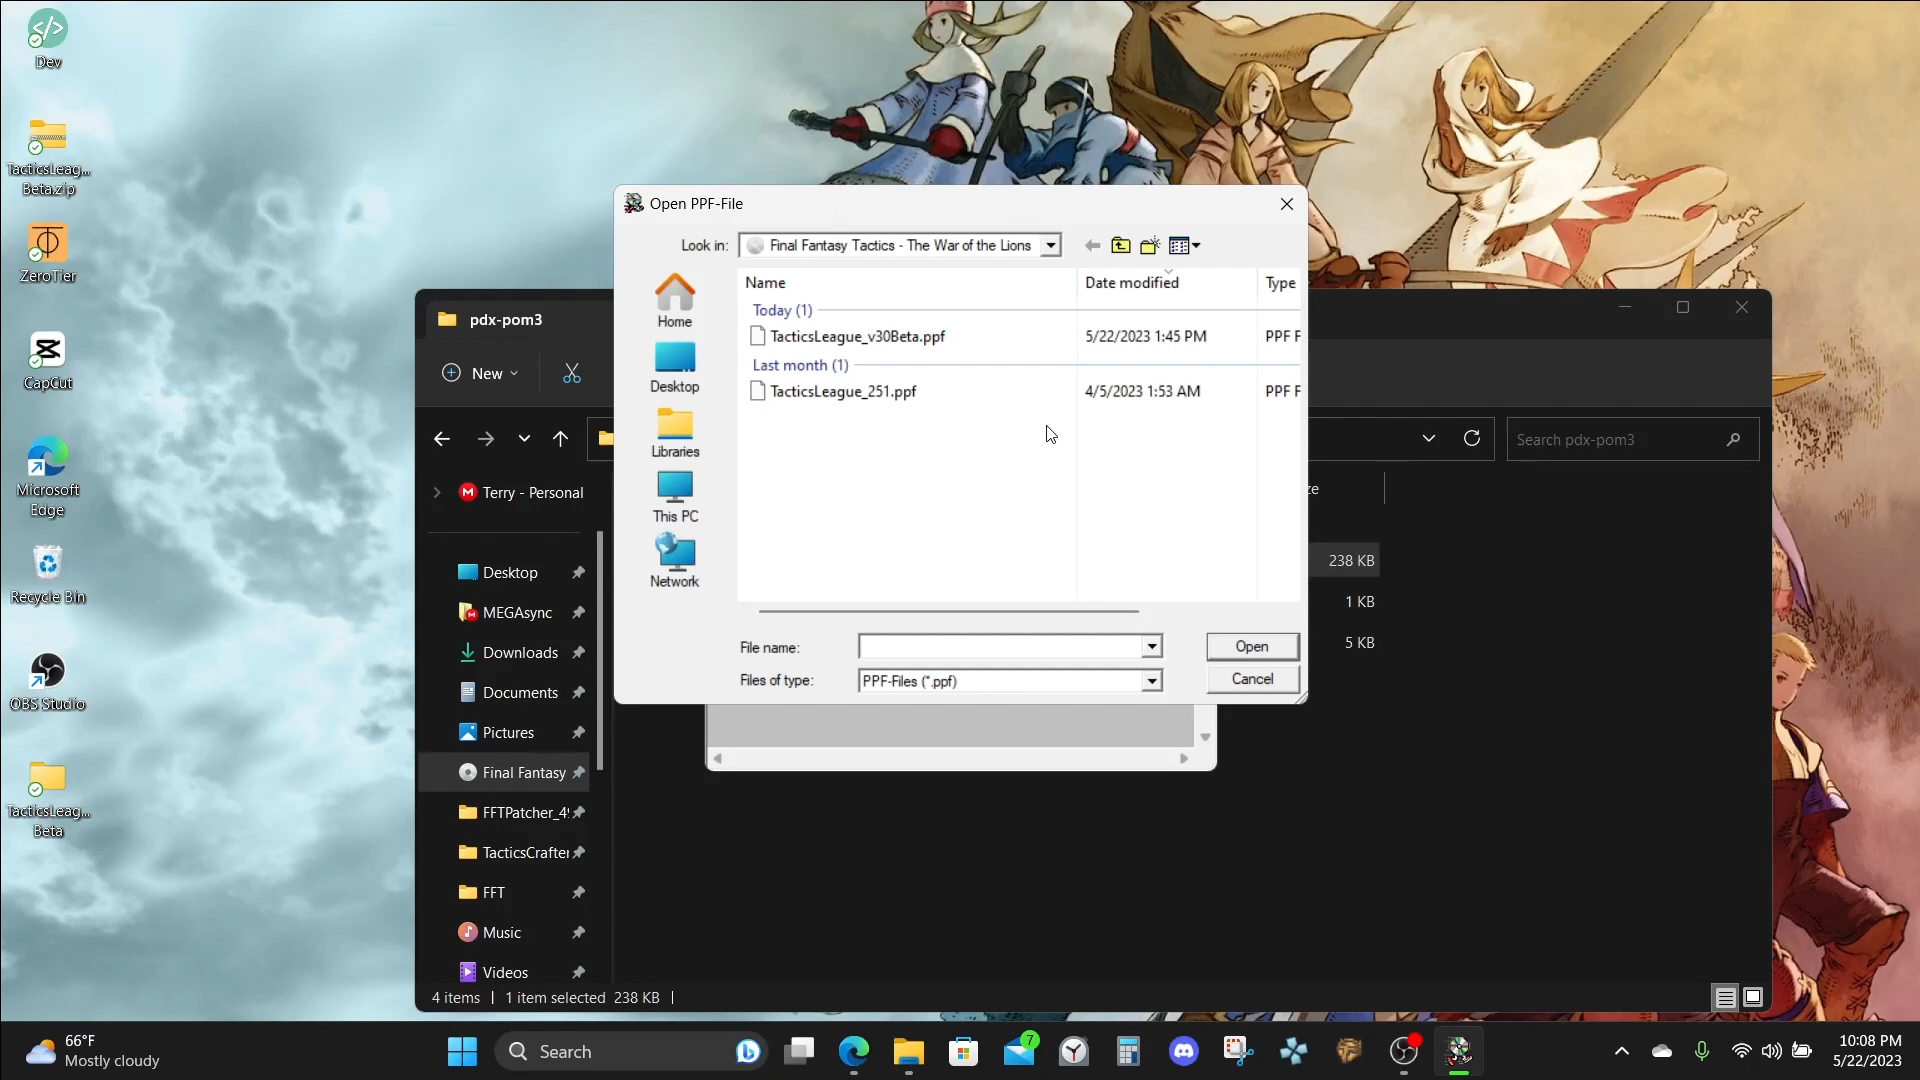 Dev
TacticsLeag...
Beta.zip
ZeroTier
CapCut
Microsoft
Edge
Recycle Bin
OBS Studio
TacticsLeag...
Beta
Open PPF-File
Look in:
Final Fantasy Tactics - The War of the Lions
Home
Desktop
Libraries
This PC
Network
Name
Date modified
Type
Today (1)
TacticsLeague_v30Beta.ppf
5/22/2023 1:45 PM
PPF F
Last month (1)
TacticsLeague_251.ppf
4/5/2023 1:53 AM
PPF F
File name:
Open
Files of type:
PPF-Files (*.ppf)
Cancel
pdx-pom3
New
Search pdx-pom3
Terry - Personal
ze
238 KB
1 KB
5 KB
Desktop
MEGAsync
Downloads
Documents
Pictures
Final Fantasy
FFTPatcher_49
TacticsCrafter
FFT
Music
Videos
4 items
1 item selected 238 KB
66°F
Mostly cloudy
Search
7
10:08 PM
5/22/2023